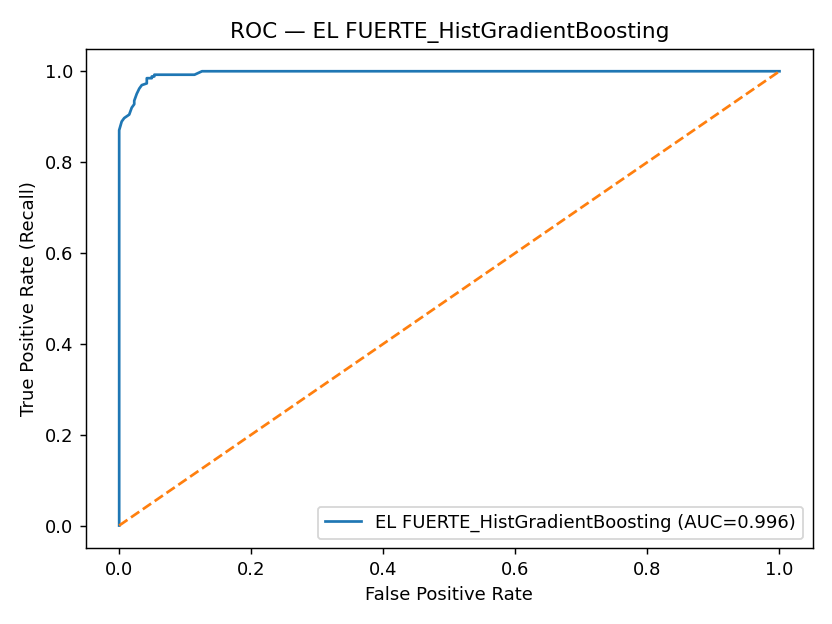 ROC — EL FUERTE_HistGradientBoosting
True Positive Rate (Recall)
1.0
0.8
0.6
0.4
0.2
0.0
EL FUERTE_HistGradientBoosting (AUC=0.996)
0.0 0.2 0.4 0.6 0.8 1.0
False Positive Rate